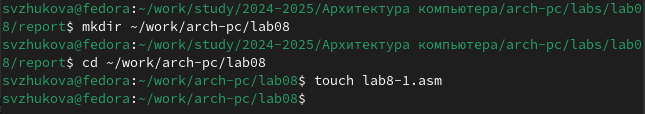 svzhukova@fedora:~/work/study/2024-2025/Архитектура компьютера/arch-pc/labs/lab0
8/report$ mkdir ~/work/arch-pc/lab08
svzhukova@fedora:~/work/study/2024-2025/Архитектура компьютера/arch-pc/labs/lab0
8/report$ cd ~/work/arch-pc/lab08
svzhukova@fedora:~/work/arch-pc/lab08$ touch lab8-1.asm
svzhukova@fedora:~/work/arch-pc/lab08$